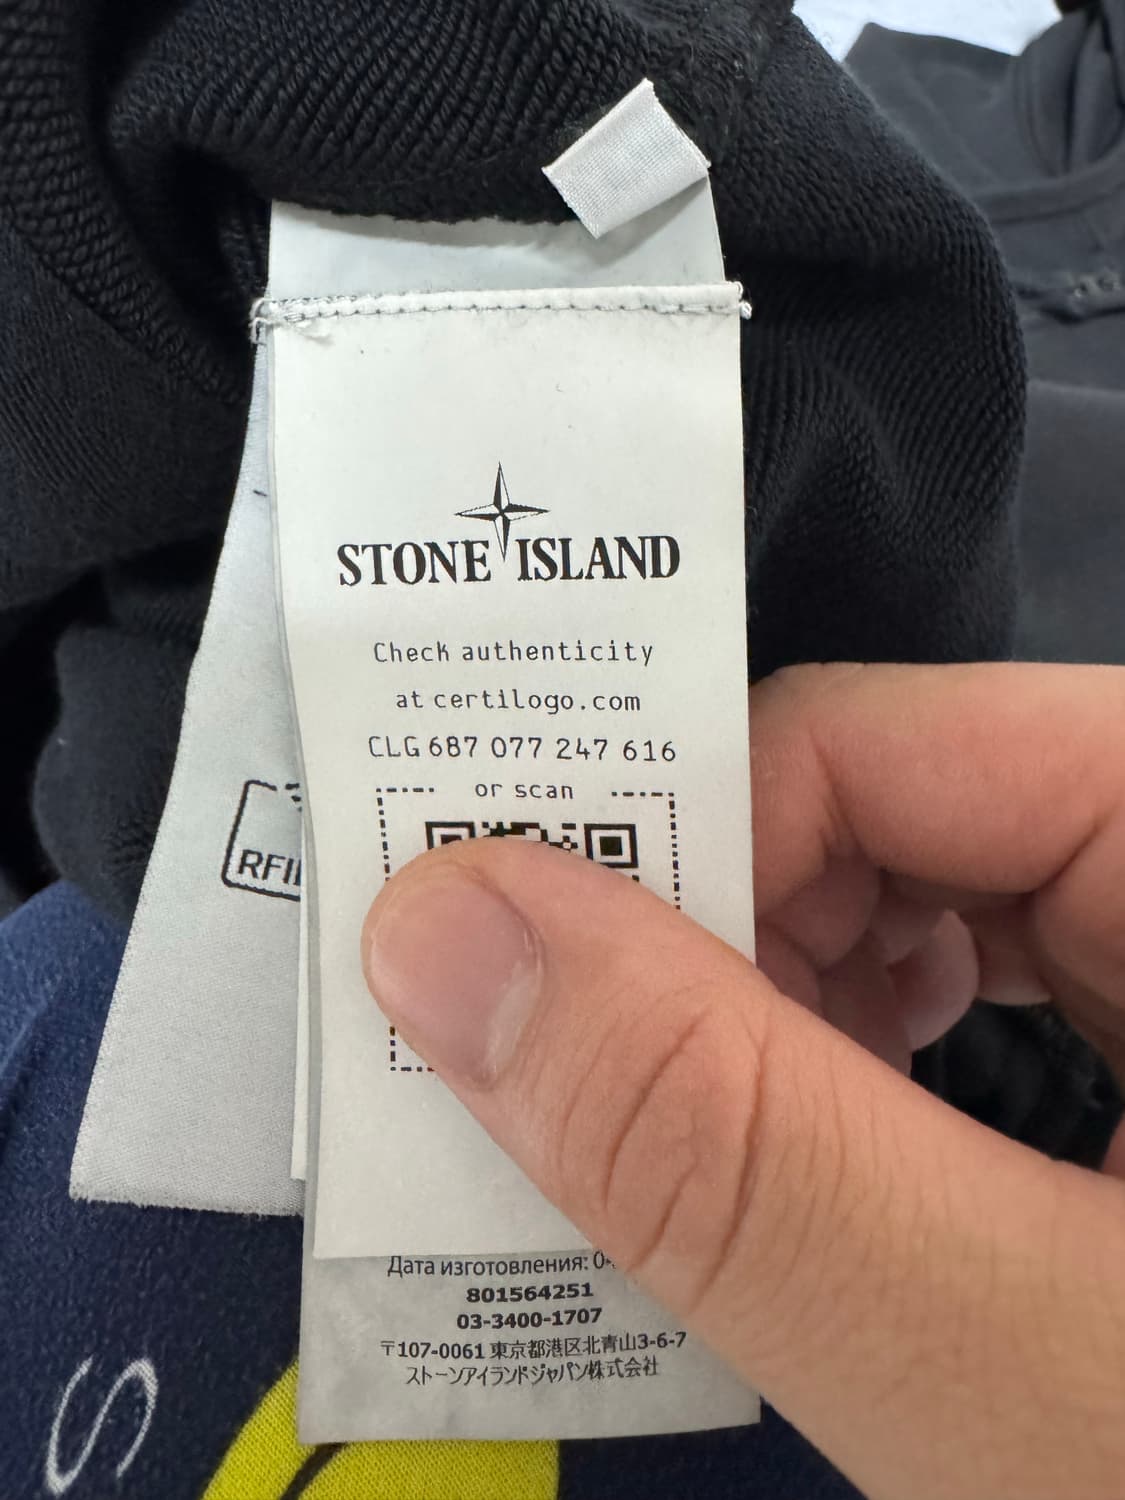 STONE ISLAND
Check authenticity
at certilogo.com
CLG 687 077 247 616
or scan
RFI
Дата изготовления: 0
801564251
03-3400-1707
〒107-0061 東京都港区北青山3-6-7
ストーンアイランドジャパン株式会社
S